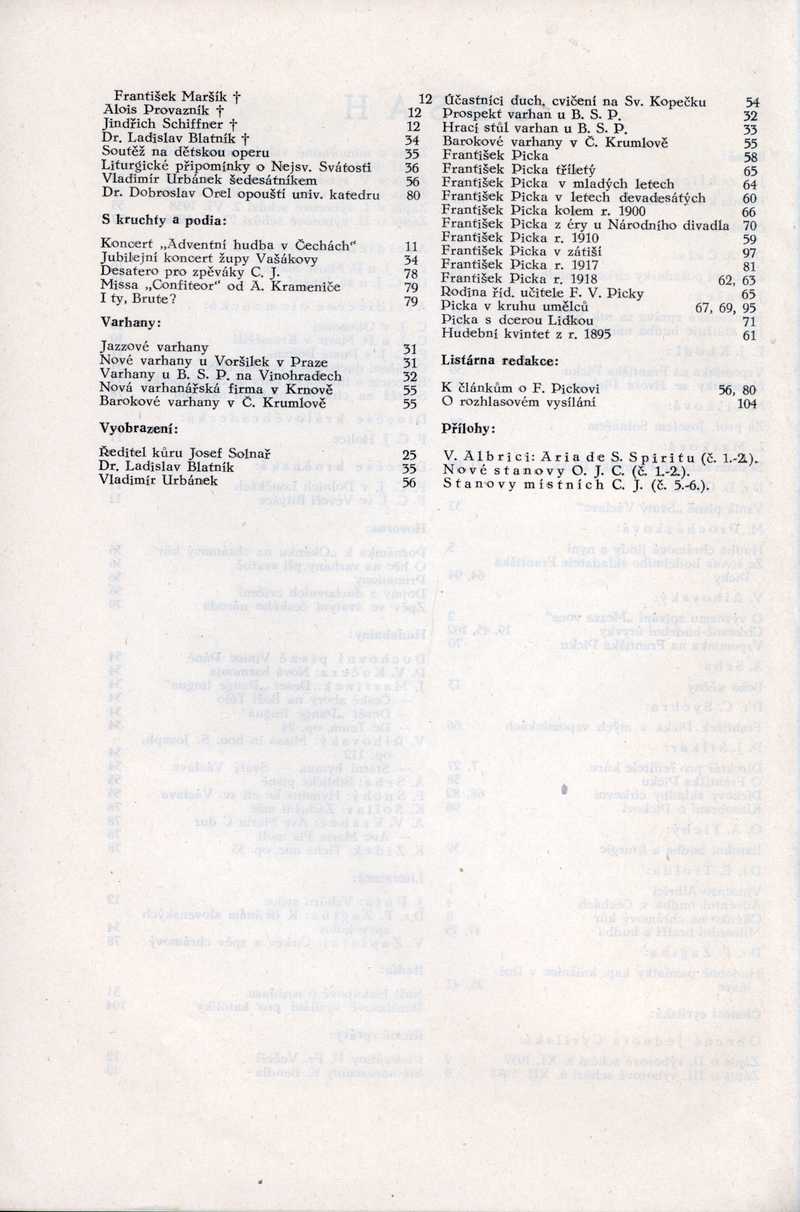 František Maršík † 12
Alois Provazník † 12
Jindřich Schiffner † 12
Dr. Ladislav Blatník † 34
Soutěž na dětskou operu 35
Liturgické připomínky o Nejsv. Svátosti 36
Vladimír Urbánek šedesátníkem 56
Dr. Dobroslav Orel opouští univ. katedru 80
S kruchty a podia:
Koncert „Adventní hudba v Čechách“ 11
Jubilejní koncert župy Vašákovy 34
Desatero pro zpěváky C. J. 78
Missa „Confiteor“ od A. Krameniče 79
I ty, Brute? 79
Varhany:
Jazzové varhany 31
Nové varhany u Voršilek v Praze 31
Varhany u B. S. P. na Vinohradech 32
Nová varhanářská firma v Krnově 55
Barokové varhany v Č. Krumlově 55
Vyobrazení:
Ředitel kůru Josef Solnař 25
Dr. Ladislav Blatník 35
Vladimír Urbánek 56
Účastníci duch. cvičení na Sv. Kopečku 54
Prospekt varhan u B. S. P. 32
Hrací stůl varhan u B. S. P. 33
Barokové varhany v Č. Krumlově 55
František Picka 58
František Picka tříletý 65
František Picka v mladých letech 64
František Picka v letech devadesátých 60
František Picka kolem r. 1900 66
František Picka z éry u Národního divadla 70
František Picka r. 1910 59
František Picka v zátiší 97
František Picka r. 1917 81
František Picka r. 1918 62, 63
Rodina říd. učitele F. V. Picky 65
Picka v kruhu umělců 67, 69, 95
Picka s dcerou Lidkou 71
Hudební kvintet z r. 1895 61
Listárna redakce:
K článkům o F. Pickovi 56, 80
O rozhlasovém vysílání 104
Přílohy:
V. Albrici: Aria de S. Spiritu (č. 1.-2.).
Nové stanovy O. J. C. (č. 1.-2.).
Stanovy místních C. J. (č. 5.-6.).